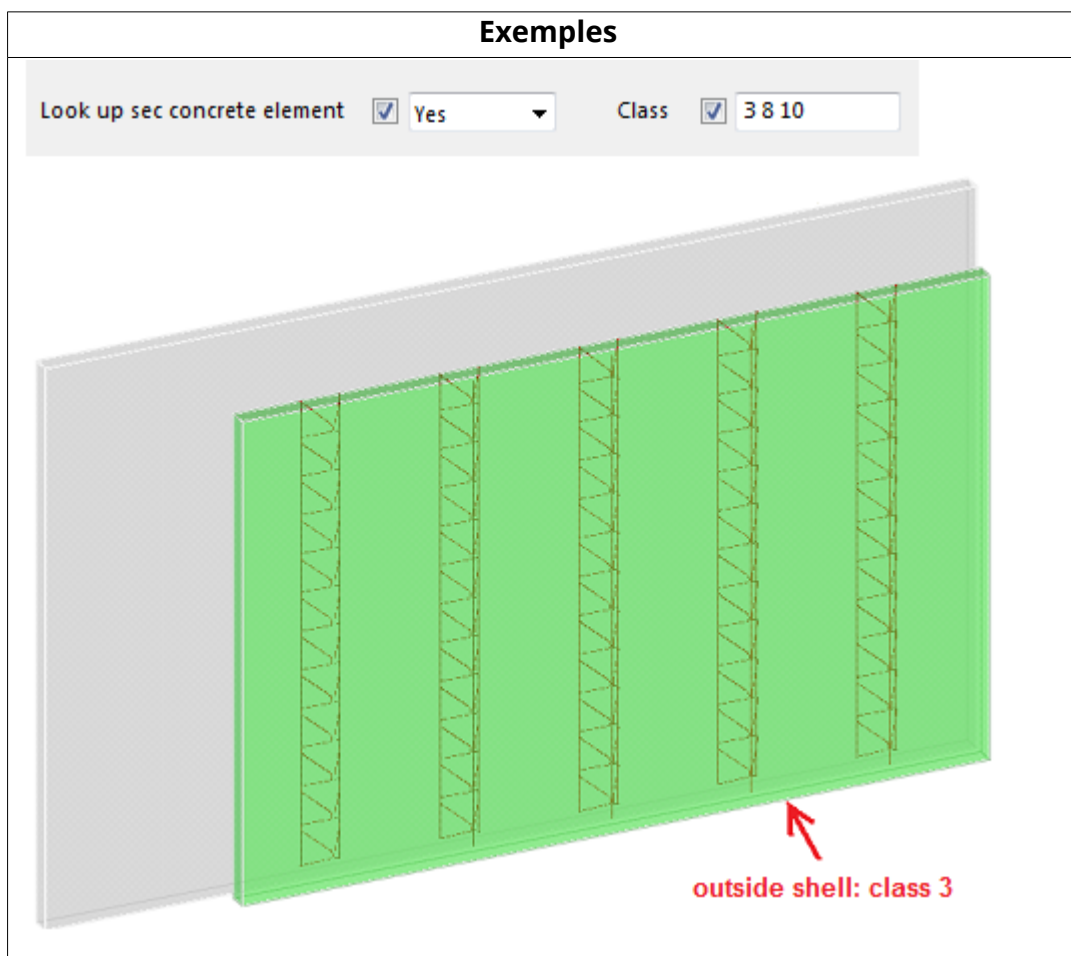 Exemples
Look up sec concrete element Yes Class 3 8 10
outside shell: class 3